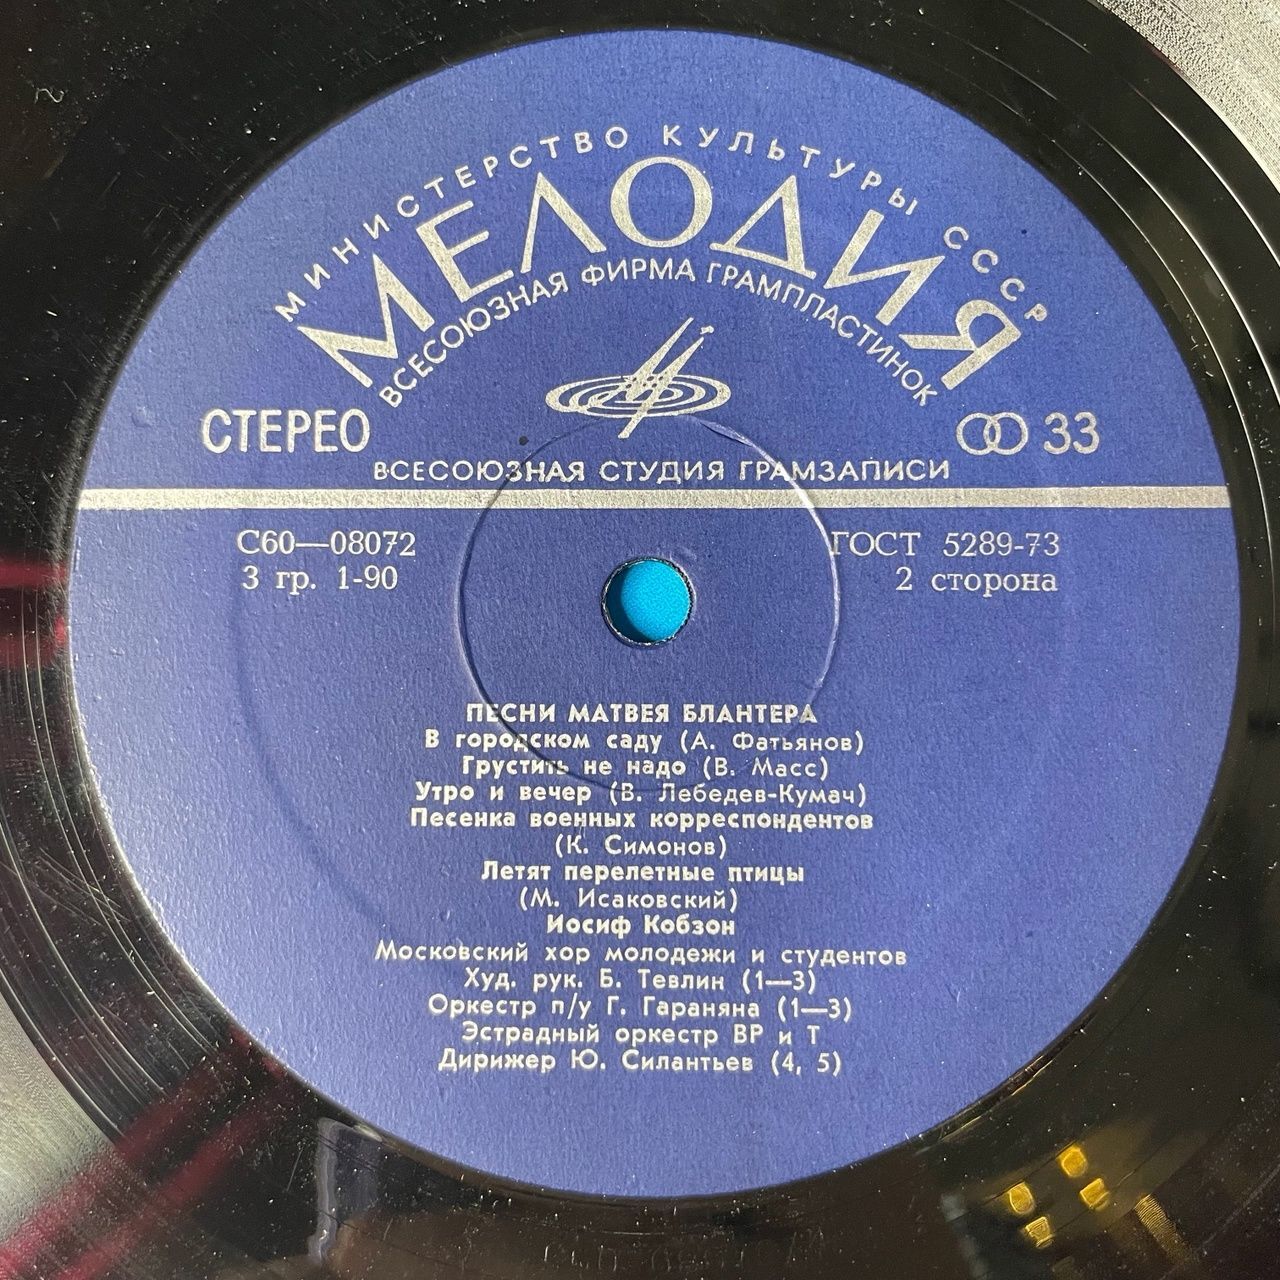 МИНИСТЕРСТВО КУЛЬТУРЫ СССР
МЕЛОДИЯ
ВСЕСОЮЗНАЯ ФИРМА ГРАМПЛАСТИНОК
СТЕРЕО
33
ВСЕСОЮЗНАЯ СТУДИЯ ГРАМЗАПИСИ
С60—08072 ГОСТ 5289-73
3 гр. 1-90 2 сторона
ПЕСНИ МАТВЕЯ БЛАНТЕРА
В городском саду (А. Фатьянов)
Грустить не надо (В. Масс)
Утро и вечер (В. Лебедев-Кумач)
Песенка военных корреспондентов
(К. Симонов)
Летят перелетные птицы
(М. Исаковский)
Иосиф Кобзон
Московский хор молодежи и студентов
Худ. рук. Б. Тевлин (1—3)
Оркестр п/у Г. Гараняна (1—3)
Эстрадный оркестр ВР и Т
Дирижер Ю. Силантьев (4, 5)